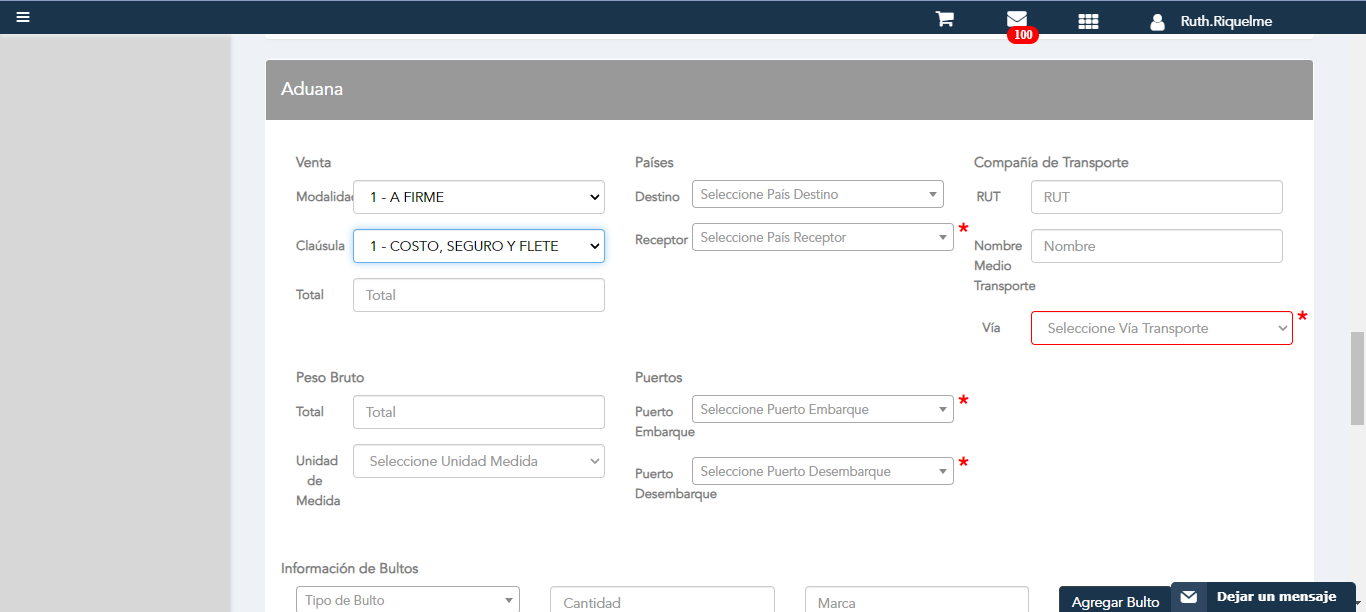 100
Ruth.Riquelme
Aduana
Venta
Modalidad
1 - A FIRME
Claúsula
1 - COSTO, SEGURO Y FLETE
Total
Total
Países
Destino
Seleccione País Destino
Receptor
Seleccione País Receptor
*
Compañía de Transporte
RUT
RUT
Nombre
Medio
Transporte
Nombre
Vía
Seleccione Vía Transporte
*
Peso Bruto
Total
Total
Unidad
de
Medida
Seleccione Unidad Medida
Puertos
Puerto
Embarque
Seleccione Puerto Embarque
*
Puerto
Desembarque
Seleccione Puerto Desembarque
*
Información de Bultos
Tipo de Bulto
Cantidad
Marca
Agregar Bulto
Dejar un mensaje